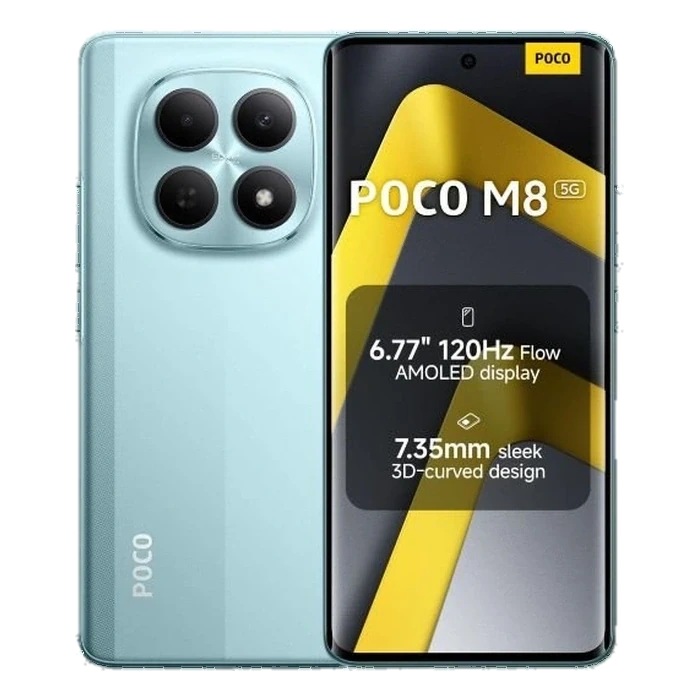 POCO
POCO M8 5G
6.77" 120Hz Flow
AMOLED display
7.35mm sleek
3D-curved design
POCO